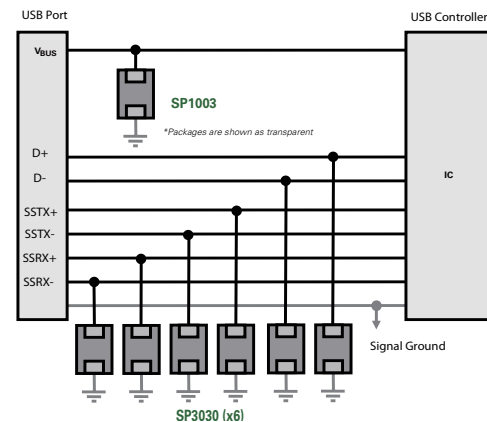 USB Port
USB Controller
VBUS
SP1003
*Packages are shown as transparent
D+
D-
IC
SSTX+
SSTX-
SSRX+
SSRX-
Signal Ground
SP3030 (x6)